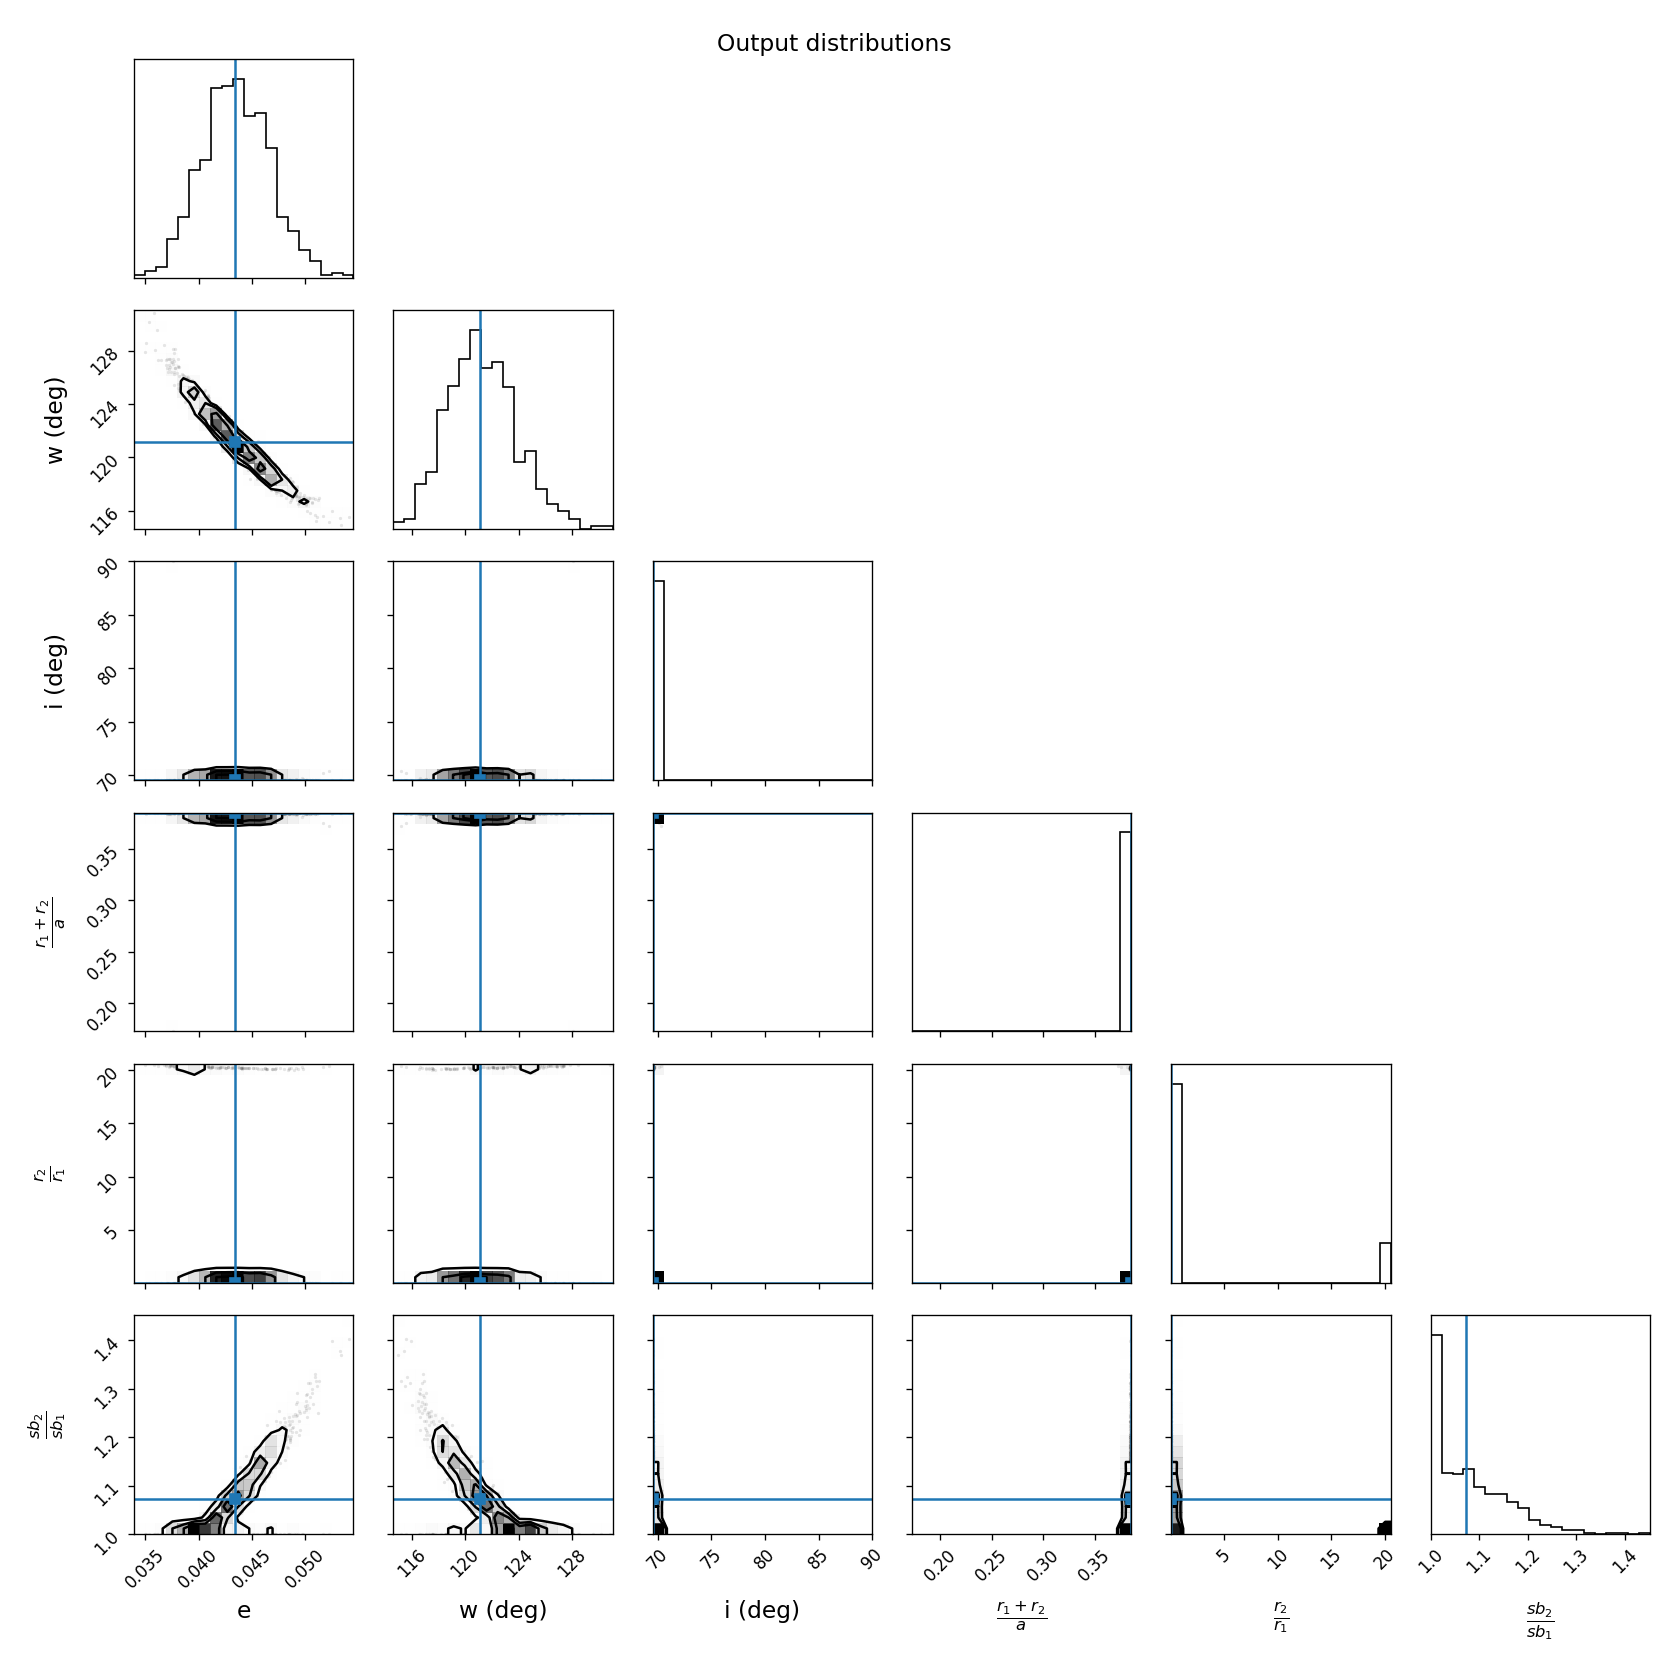 Output distributions
w (deg)
128
124
120
116
i (deg)
90
85
80
75
70
r₁ + r₂ / a
0.35
0.30
0.25
0.20
r₂ / r₁
20
15
10
5
sb₂ / sb₁
1.4
1.3
1.2
1.1
1.0
0.035 0.040 0.045 0.050
116 120 124 128
70 75 80 85 90
0.20 0.25 0.30 0.35
5 10 15 20
1.0 1.1 1.2 1.3 1.4
e
w (deg)
i (deg)
r₁ + r₂ / a
r₂ / r₁
sb₂ / sb₁